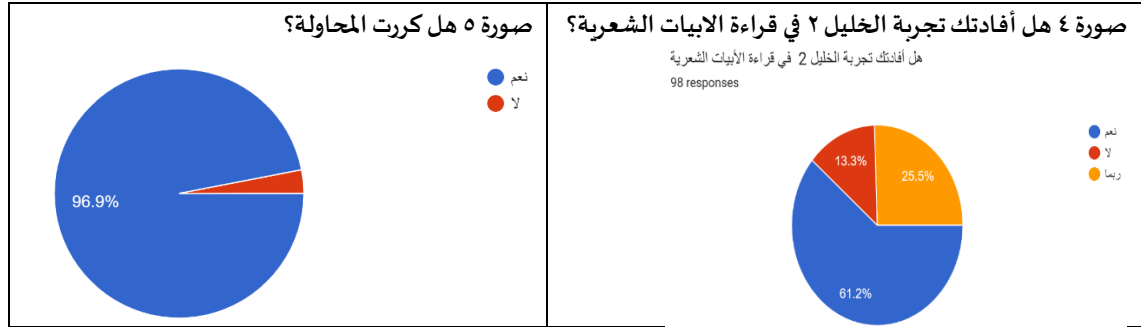 صورة ٤ هل أفادتك تجربة الخليل ٢ في قراءة الابيات الشعرية؟
هل أفادتك تجربة الخليل 2 في قراءة الأبيات الشعرية
98 responses
نعم
لا
ربما
13.3%
25.5%
61.2%
صورة ٥ هل كررت المحاولة؟
نعم
لا
96.9%